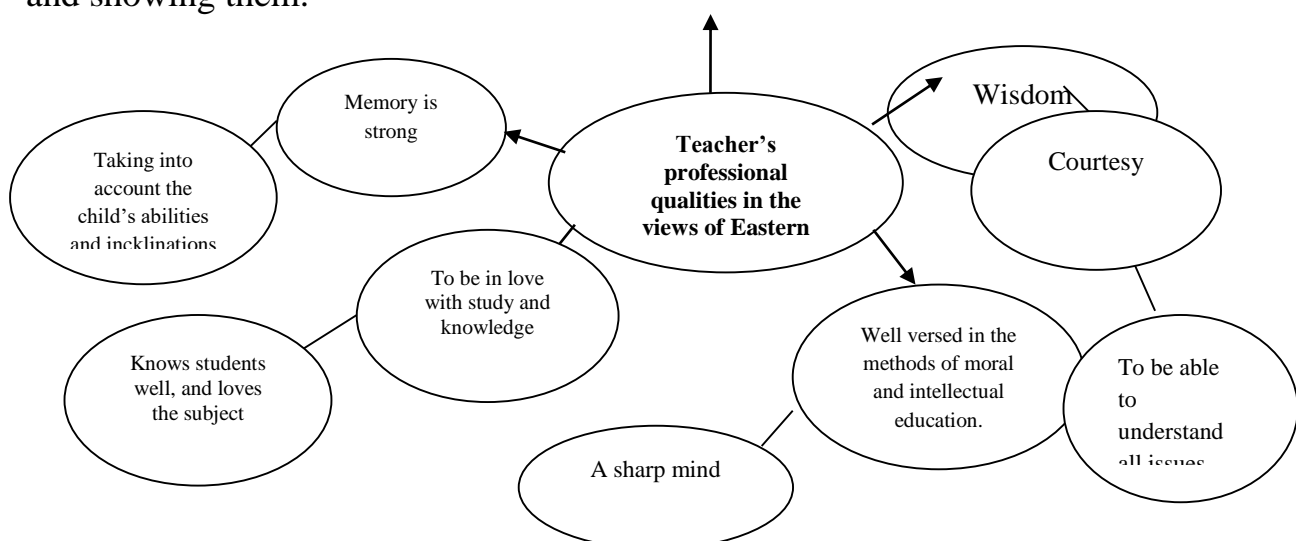 and showing them.
Memory is
strong
Wisdom
Taking into
account the
child's abilities
and incklinations
Teacher's
professional
qualities in the
views of Eastern
Courtesy
To be in love
with study and
knowledge
Knows students
well, and loves
the subject
Well versed in the
methods of moral
and intellectual
education.
To be able
to
understand
all issues
A sharp mind